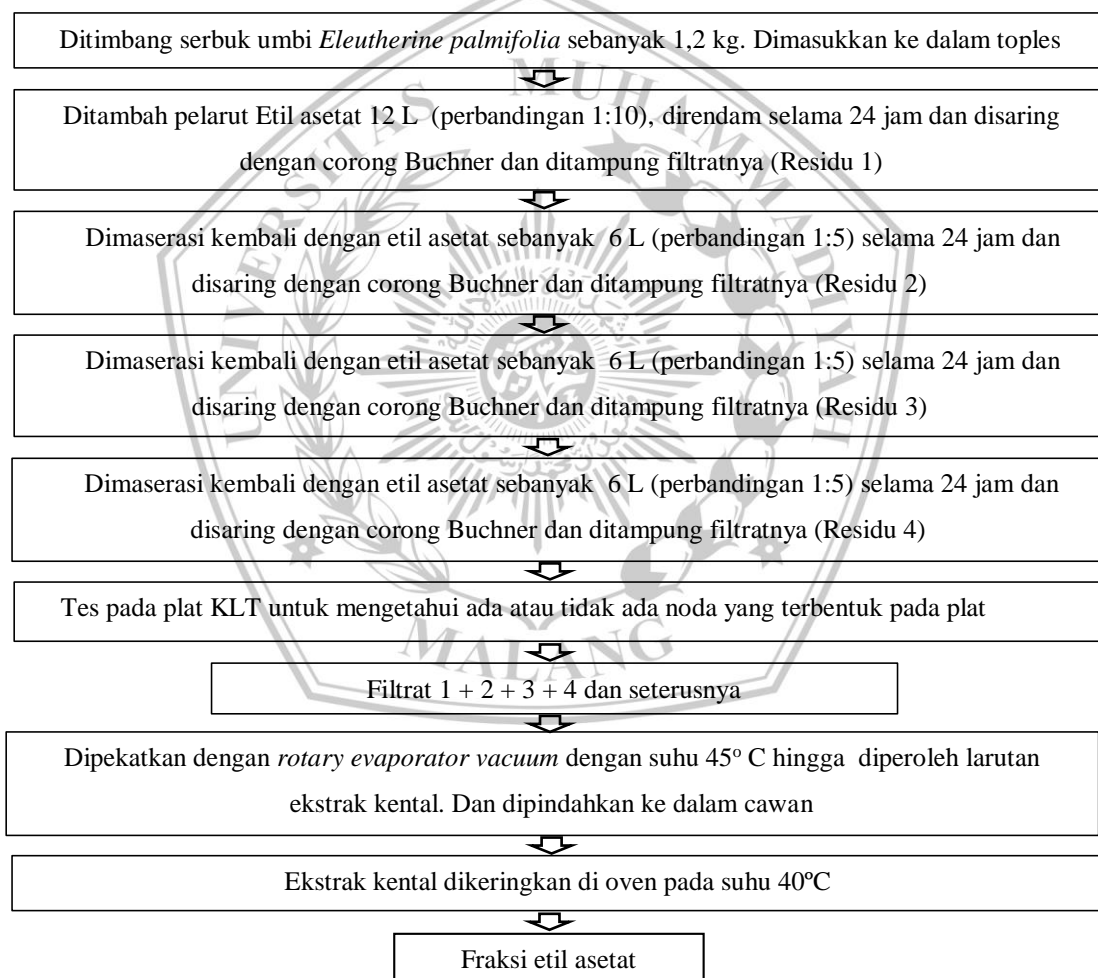 Ditimbang serbuk umbi Eleutherine palmifolia sebanyak 1,2 kg. Dimasukkan ke dalam toples
Ditambah pelarut Etil asetat 12 L (perbandingan 1:10), direndam selama 24 jam dan disaring
dengan corong Buchner dan ditampung filtratnya (Residu 1)
Dimaserasi kembali dengan etil asetat sebanyak 6 L (perbandingan 1:5) selama 24 jam dan
disaring dengan corong Buchner dan ditampung filtratnya (Residu 2)
Dimaserasi kembali dengan etil asetat sebanyak 6 L (perbandingan 1:5) selama 24 jam dan
disaring dengan corong Buchner dan ditampung filtratnya (Residu 3)
Dimaserasi kembali dengan etil asetat sebanyak 6 L (perbandingan 1:5) selama 24 jam dan
disaring dengan corong Buchner dan ditampung filtratnya (Residu 4)
Tes pada plat KLT untuk mengetahui ada atau tidak ada noda yang terbentuk pada plat
Filtrat 1 + 2 + 3 + 4 dan seterusnya
Dipekatkan dengan rotary evaporator vacuum dengan suhu 45° C hingga diperoleh larutan
ekstrak kental. Dan dipindahkan ke dalam cawan
Ekstrak kental dikeringkan di oven pada suhu 40ºC
Fraksi etil asetat
UNIVERSITAS MUHAMMADIYAH
MALANG